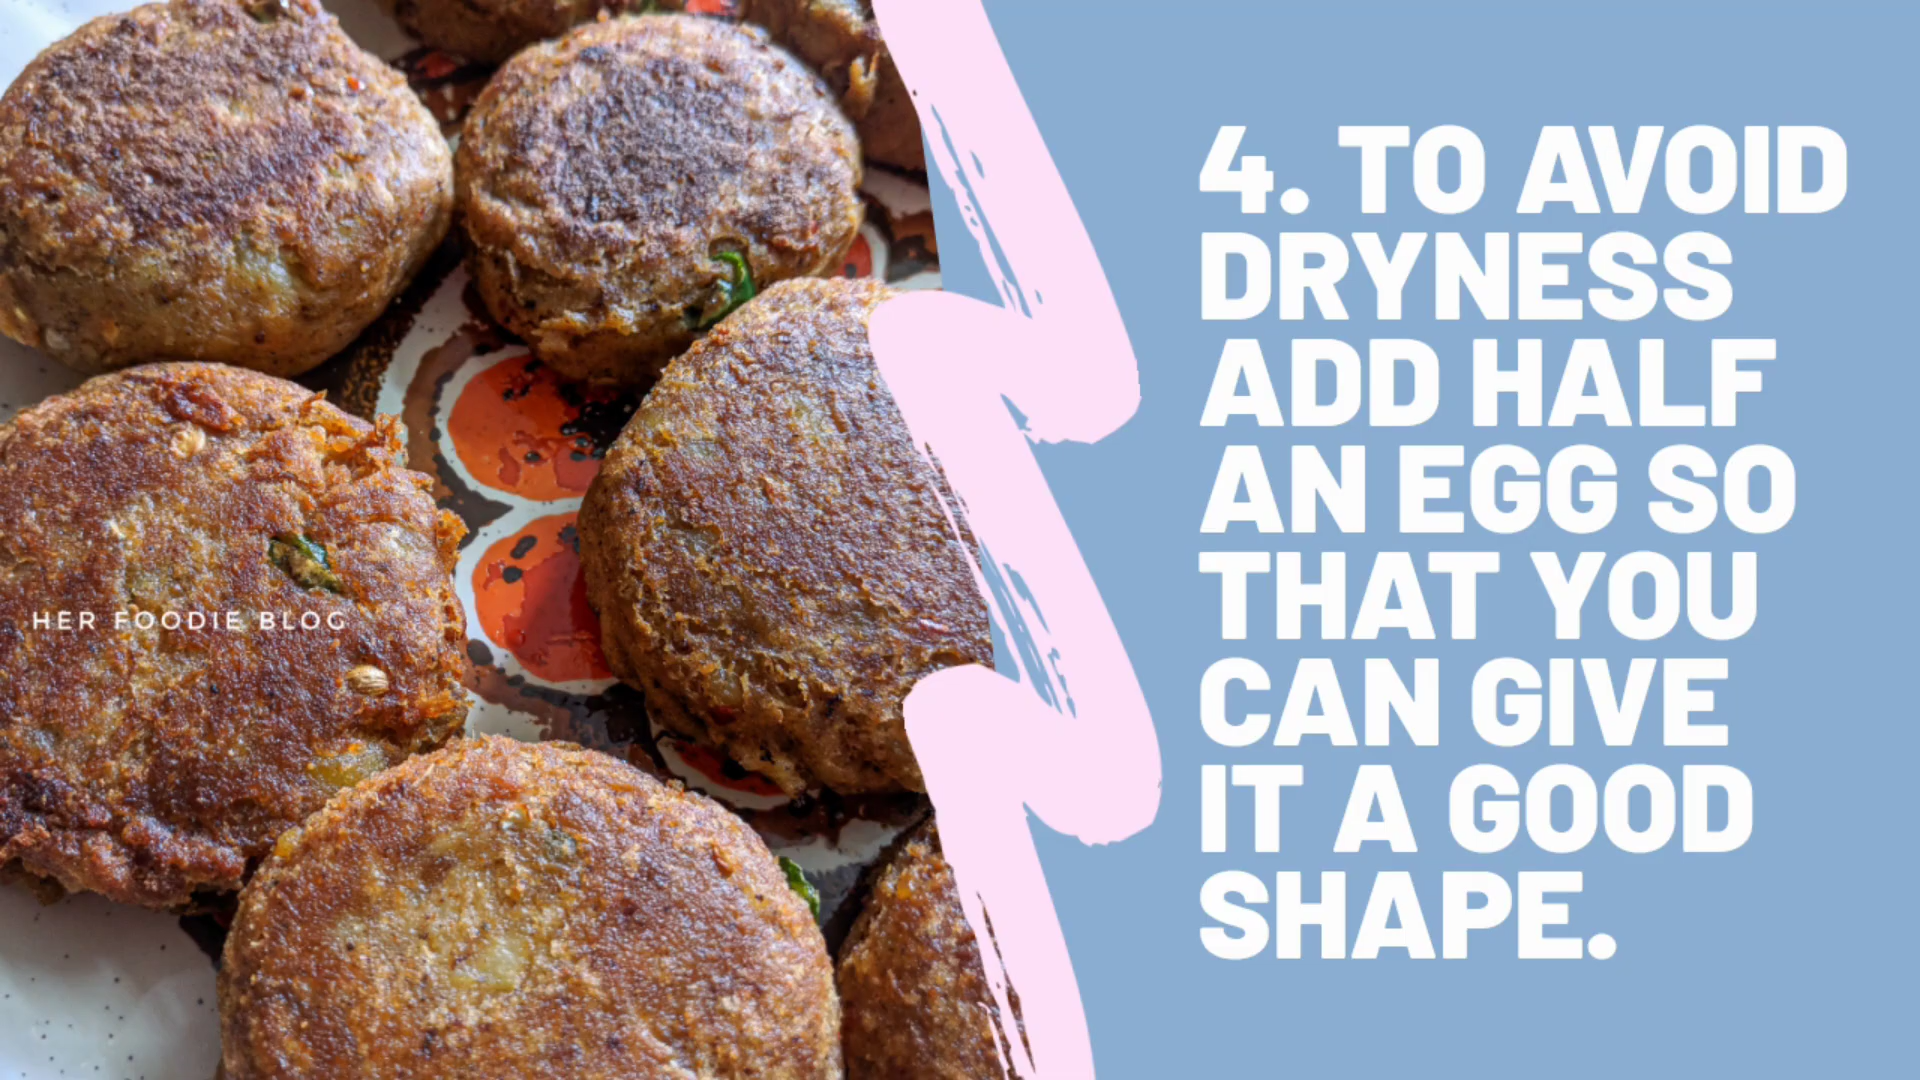 4. TO AVOID
DRYNESS
ADD HALF
AN EGG SO
THAT YOU
CAN GIVE
IT A GOOD
SHAPE.
HER FOODIE BLOG